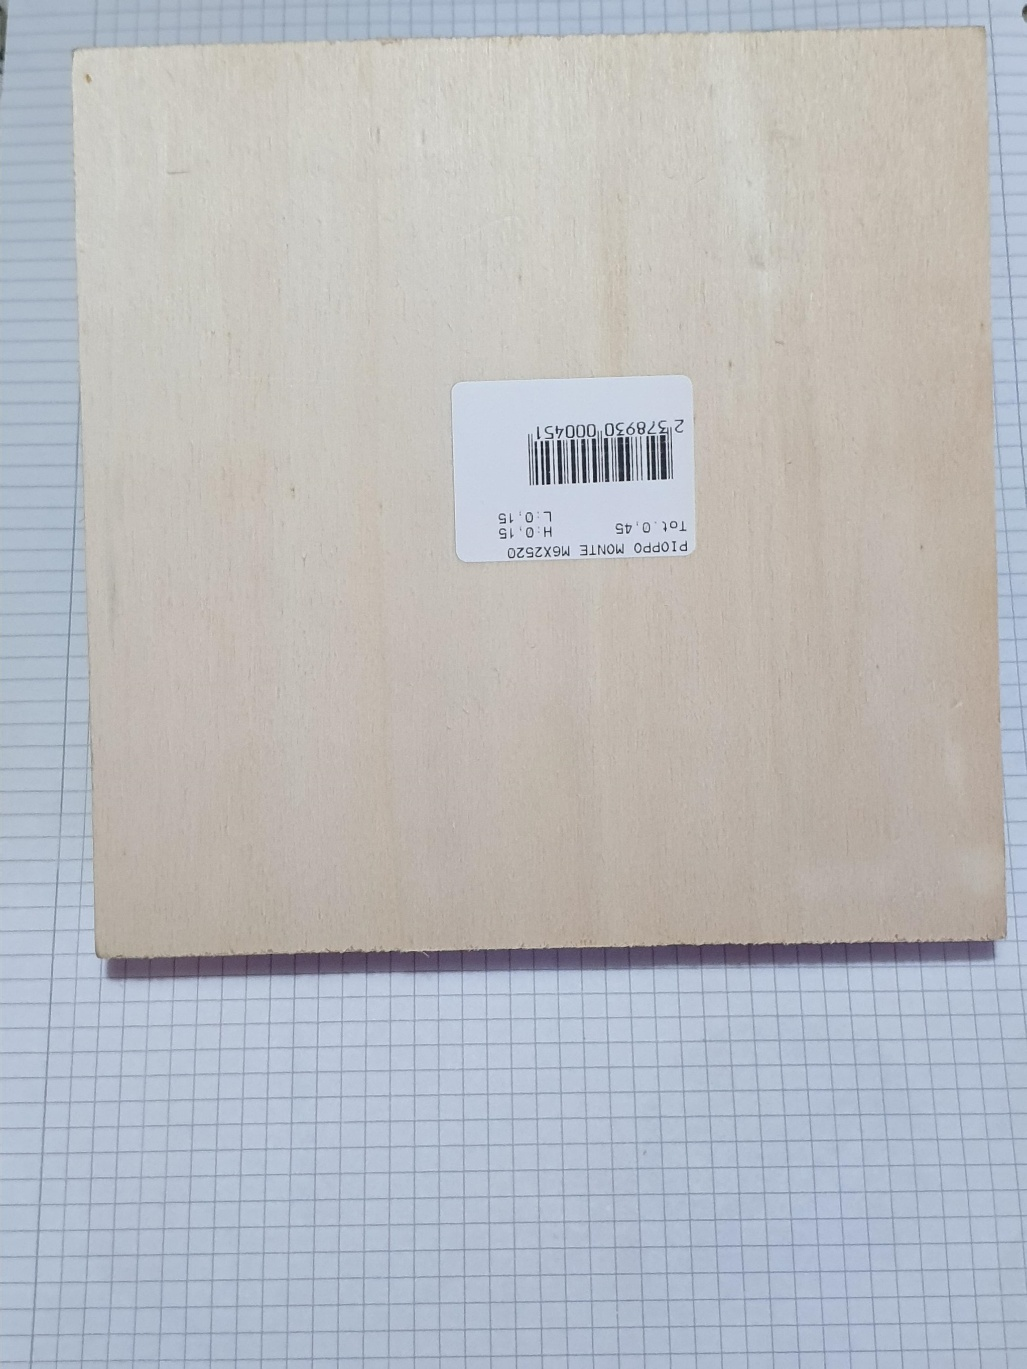 PIOPPO MONTE M6X2520
Tot:0,45 H:0,15
L:0,15
2 378930 000451